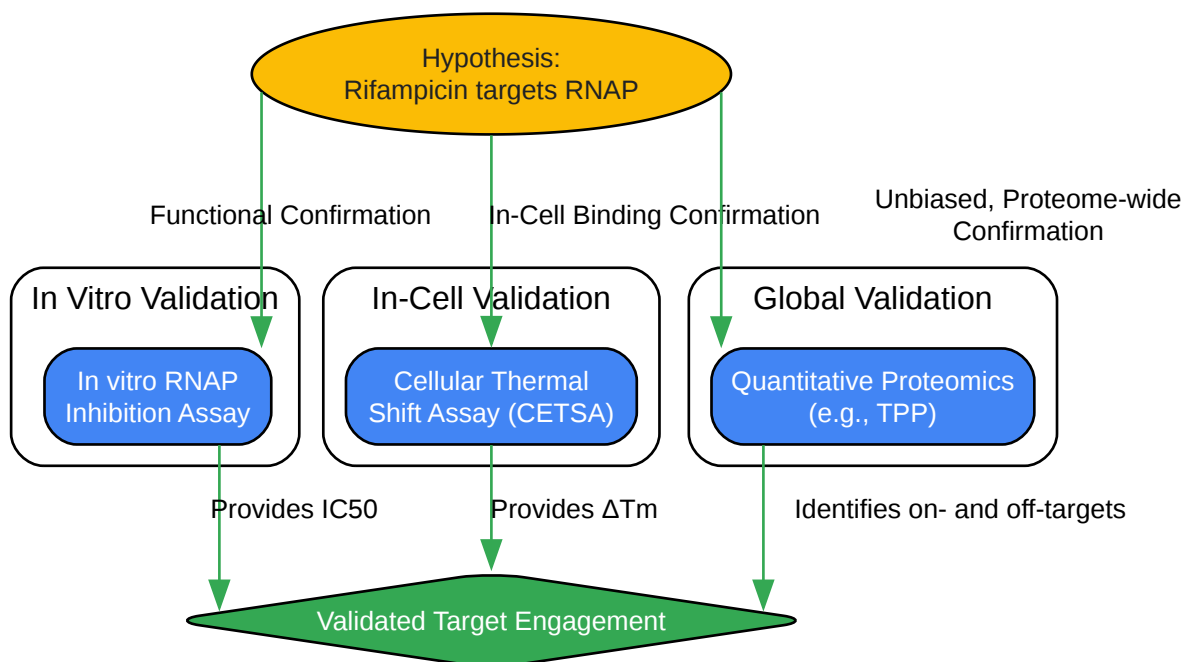 Hypothesis:
Rifampicin targets RNAP
Functional Confirmation
In-Cell Binding Confirmation
Unbiased, Proteome-wide
Confirmation
In Vitro Validation
In-Cell Validation
Global Validation
In vitro RNAP
Inhibition Assay
Cellular Thermal
Shift Assay (CETSA)
Quantitative Proteomics
(e.g., TPP)
Provides IC50
Provides ΔTm
Identifies on- and off-targets
Validated Target Engagement